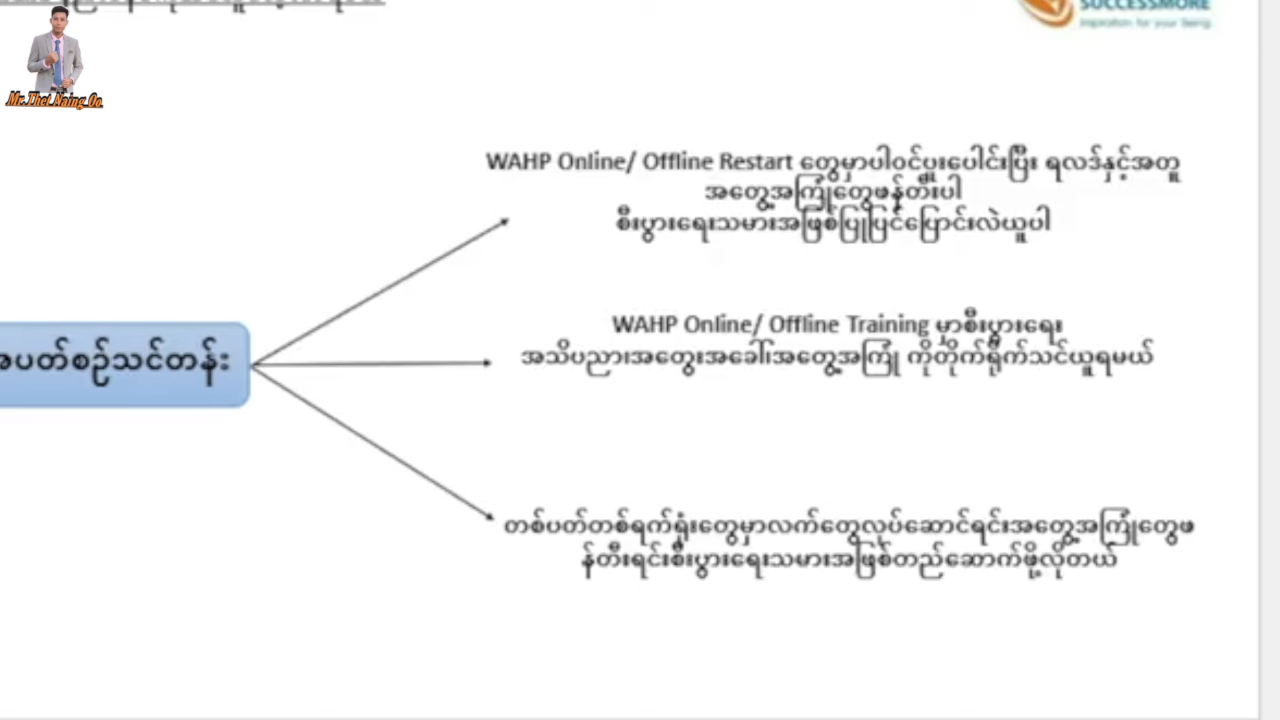 SUCCESSMORE
Inspiration for your Being
Mr.Thet Naing Oo
WAHP Online/ Offline Restart တွေမှာပါဝင်ပူးပေါင်းပြီး ရလဒ်နှင့်အတူ
အတွေ့အကြုံတွေဖန်တီးပါ
စီးပွားရေးသမားအဖြစ်ပြုပြင်ပြောင်းလဲယူပါ
WAHP Online/ Offline Training မှာစီးပွားရေး
အသိပညာ၊အတွေးအခေါ်၊အတွေ့အကြုံ ကိုတိုက်ရိုက်သင်ယူရမယ်
အပတ်စဉ်သင်တန်း
တစ်ပတ်တစ်ရက်ရုံးတွေမှာလက်တွေ့လုပ်ဆောင်ရင်းအတွေ့အကြုံတွေဖ
န်တီးရင်းစီးပွားရေးသမားအဖြစ်တည်ဆောက်ဖို့လိုတယ်